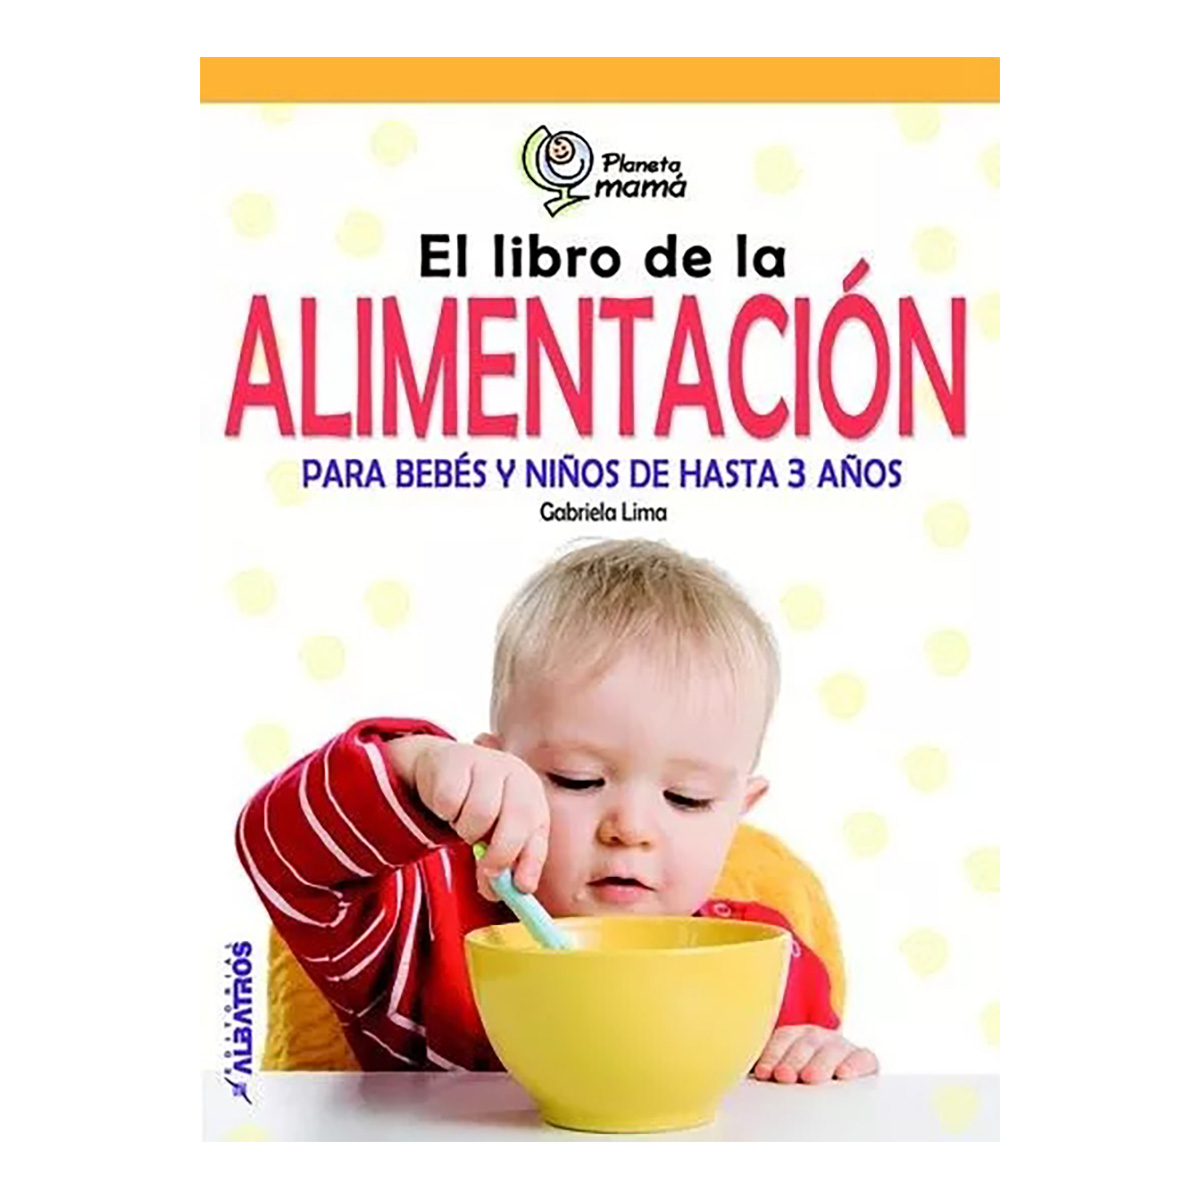 Planeta
mamá
El libro de la
ALIMENTACIÓN
PARA BEBÉS Y NIÑOS DE HASTA 3 AÑOS
Gabriela Lima
EDITORIAL
ALBATROS